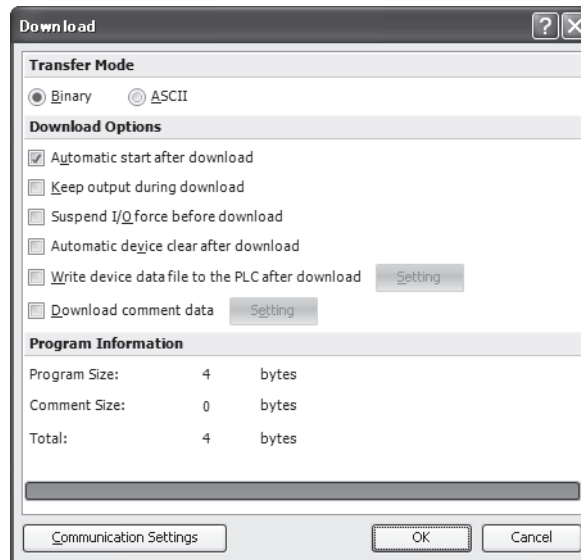 Download
Transfer Mode
Binary ASCII
Download Options
Automatic start after download
Keep output during download
Suspend I/O force before download
Automatic device clear after download
Write device data file to the PLC after download Setting
Download comment data Setting
Program Information
Program Size: 4 bytes
Comment Size: 0 bytes
Total: 4 bytes
Communication Settings OK Cancel